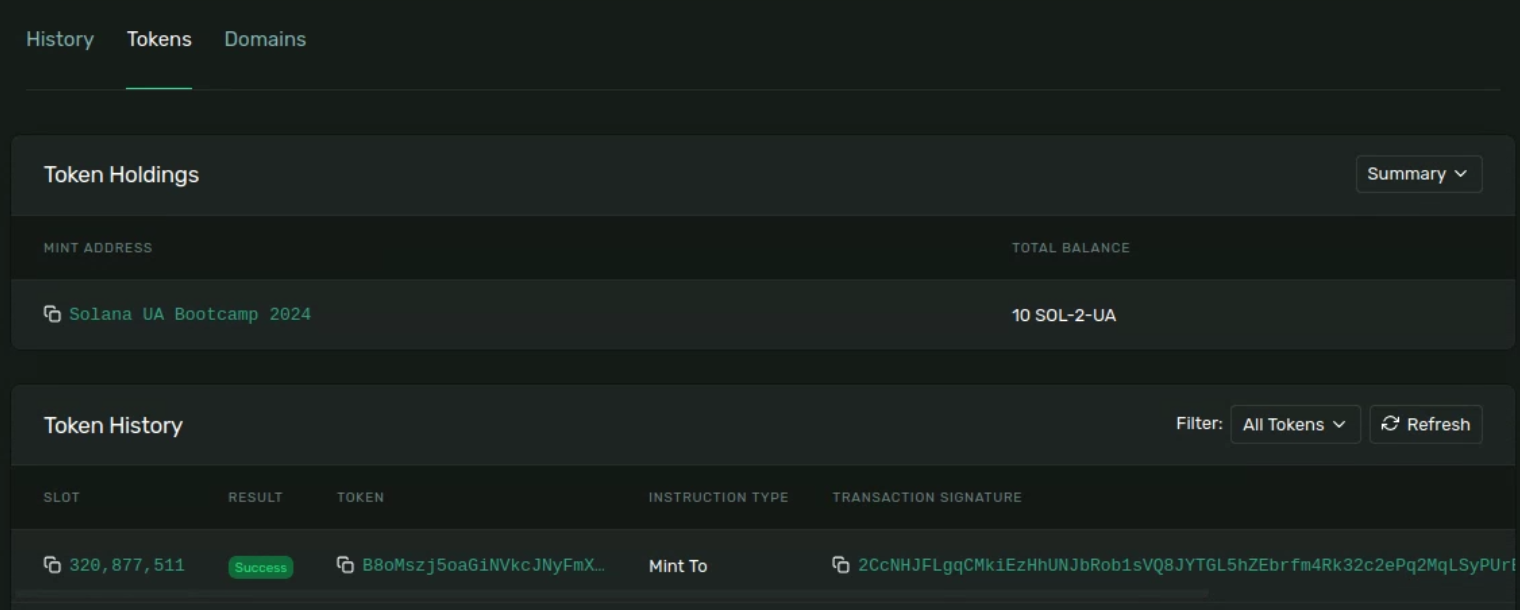 History Tokens Domains
Token Holdings Summary
MINT ADDRESS TOTAL BALANCE
Solana UA Bootcamp 2024 10 SOL-2-UA
Token History Filter: All Tokens Refresh
SLOT RESULT TOKEN INSTRUCTION TYPE TRANSACTION SIGNATURE
320,877,511 Success B8oMszj5oaGiNVkcJNyFmX… Mint To 2CcNHJFLgqCMkiEzHhUNJbRob1sVQ8JYTGL5hZEbrfm4Rk32c2ePq2MqLSyPUrE